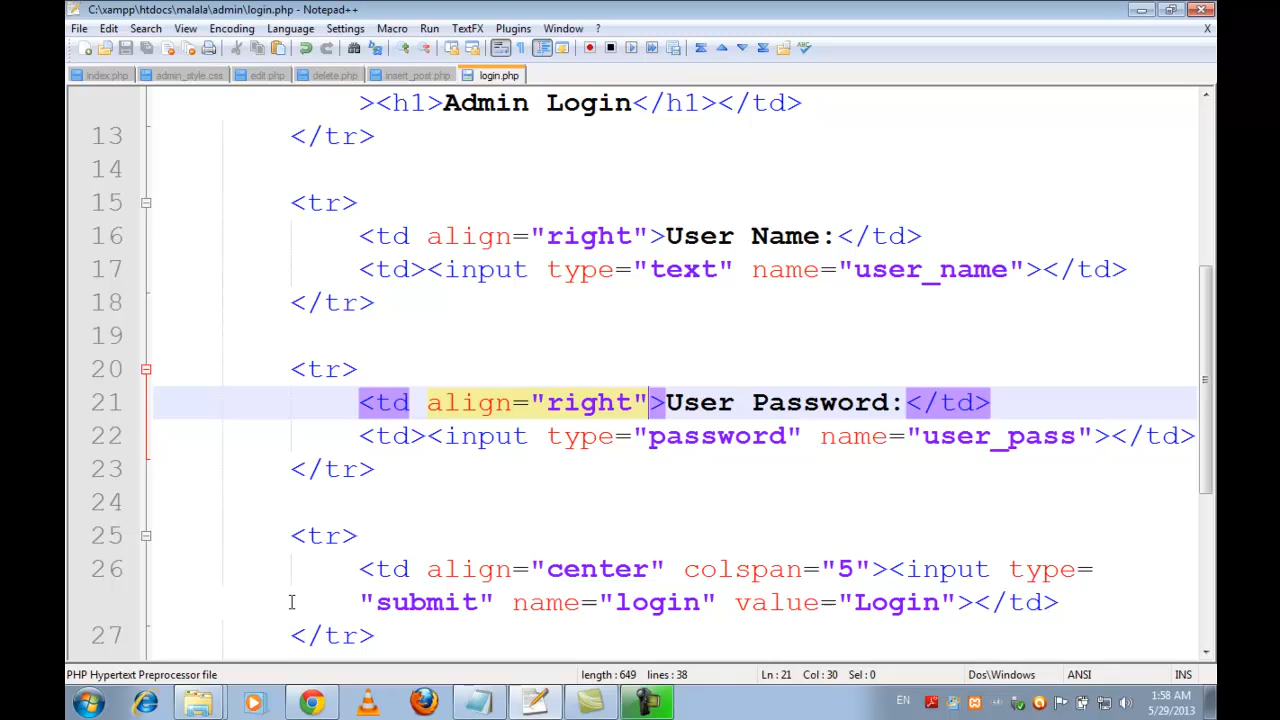 C:\xampp\htdocs\malala\admin\login.php - Notepad++
File Edit Search View Encoding Language Settings Macro Run TextFX Plugins Window ? X
index.php admin_style.css edit.php delete.php insert_post.php login.php
><h1>Admin Login</h1></td>
13 </tr>
14
15 <tr>
16 <td align="right">User Name:</td>
17 <td><input type="text" name="user_name"></td>
18 </tr>
19
20 <tr>
21 <td align="right">User Password:</td>
22 <td><input type="password" name="user_pass"></td>
23 </tr>
24
25 <tr>
26 <td align="center" colspan="5"><input type=
"submit" name="login" value="Login"></td>
27 </tr>
PHP Hypertext Preprocessor file length : 649 lines : 38 Ln : 21 Col : 30 Sel : 0 Dos\Windows ANSI INS
EN 1:58 AM
5/29/2013